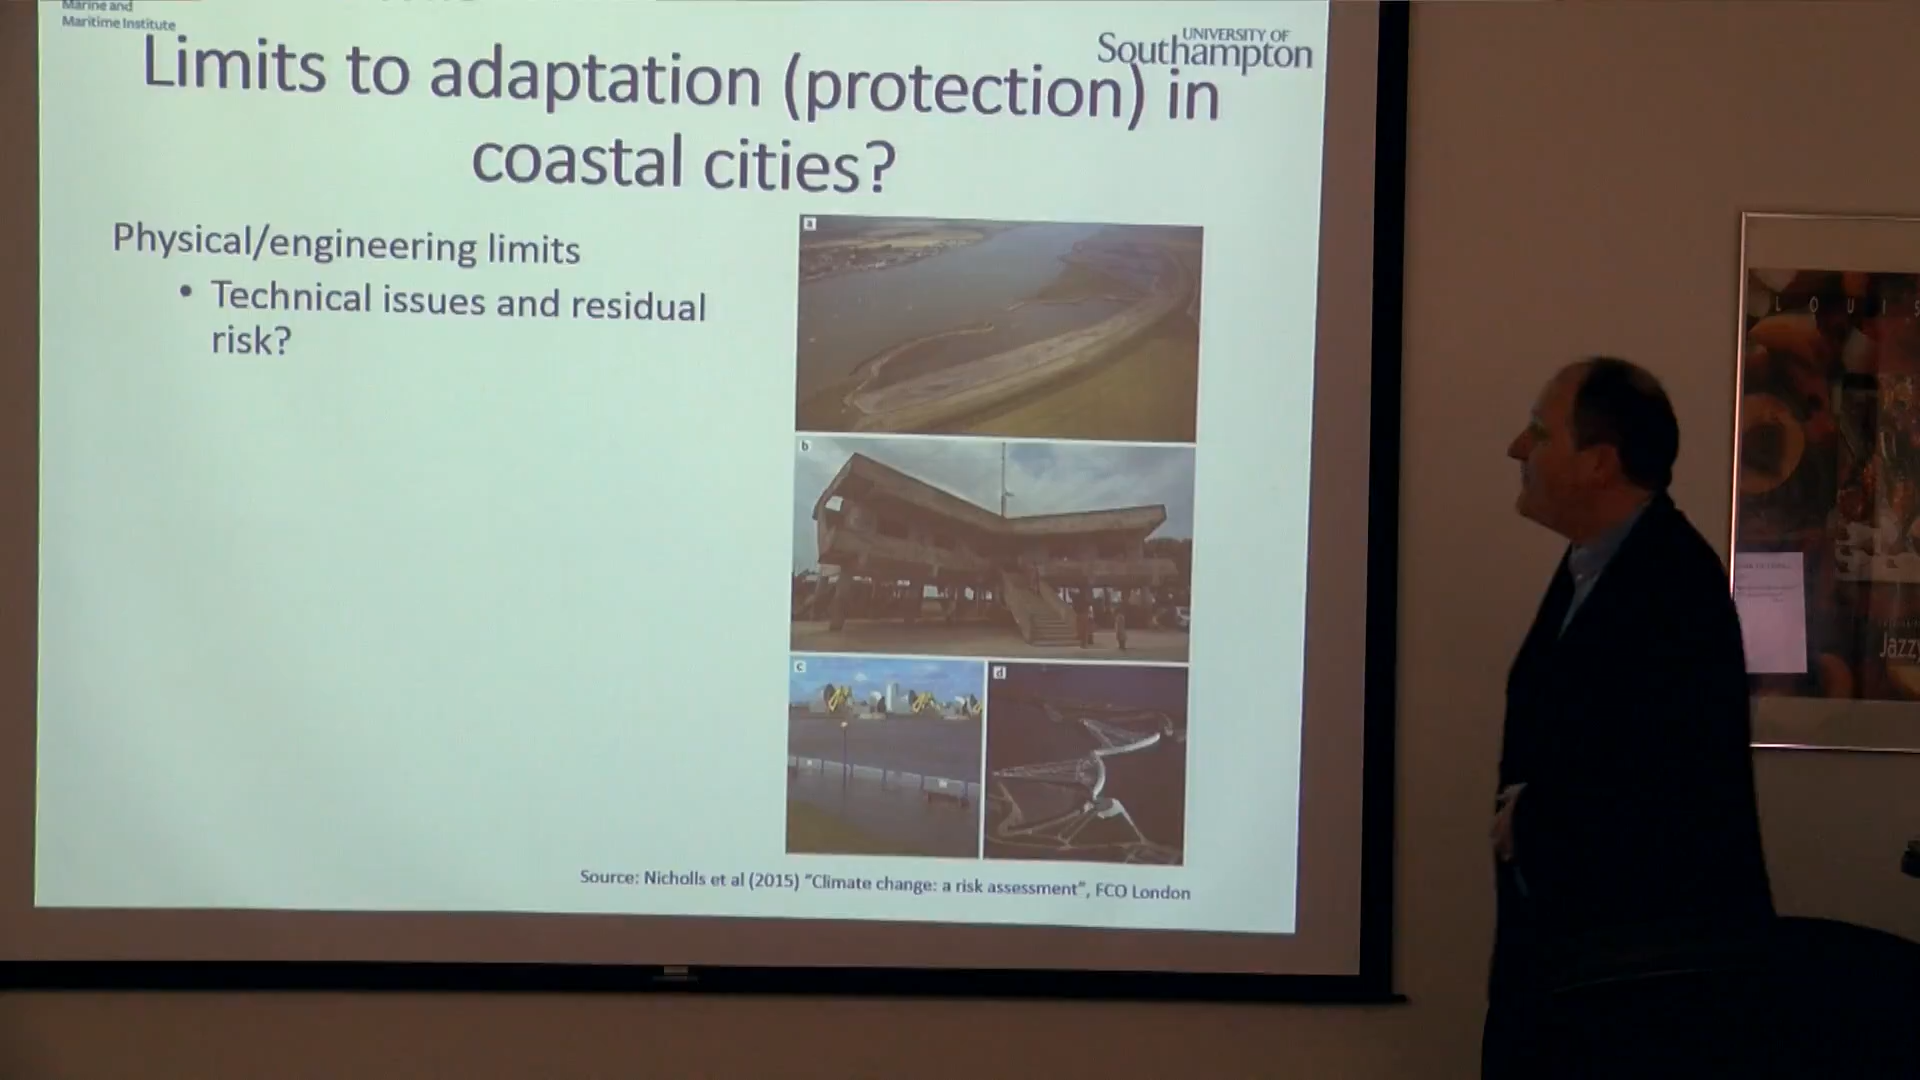 Marine and
Maritime Institute
UNIVERSITY OF
Southampton
Limits to adaptation (protection) in
coastal cities?
Physical/engineering limits
• Technical issues and residual
risk?
a
b
c
d
Source: Nicholls et al (2015) "Climate change: a risk assessment", FCO London
L O U I S
Jazzy